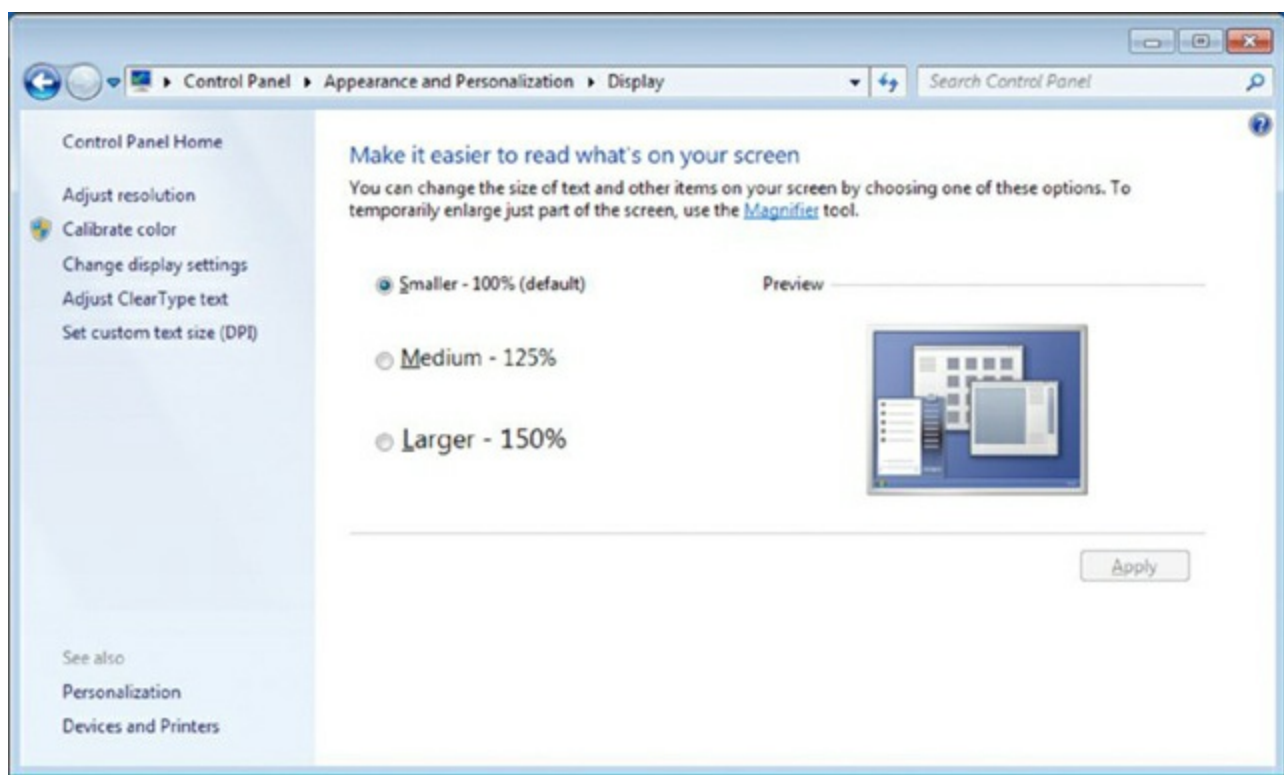 Control Panel ▸ Appearance and Personalization ▸ Display
Search Control Panel
Control Panel Home
Adjust resolution
Calibrate color
Change display settings
Adjust ClearType text
Set custom text size (DPI)
See also
Personalization
Devices and Printers
Make it easier to read what's on your screen
You can change the size of text and other items on your screen by choosing one of these options. To
temporarily enlarge just part of the screen, use the Magnifier tool.
Smaller - 100% (default)
Preview
Medium - 125%
Larger - 150%
Apply